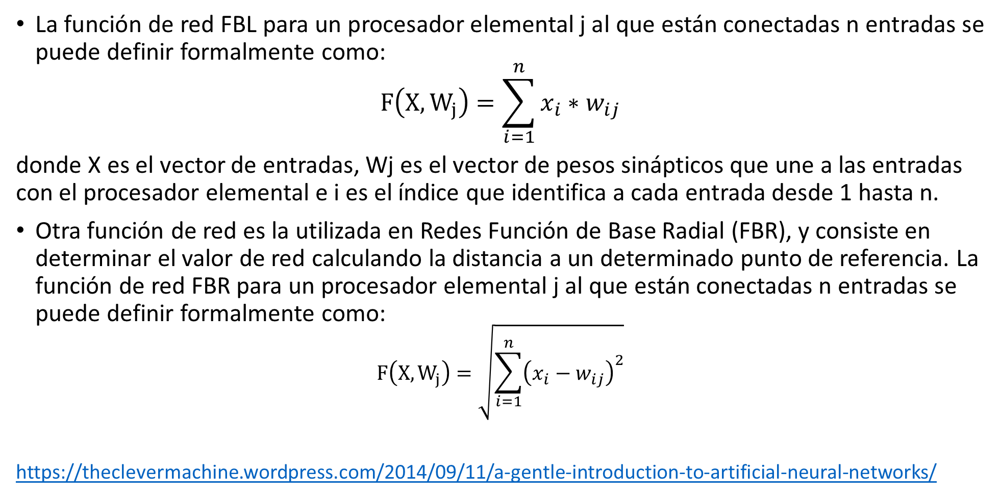 • La función de red FBL para un procesador elemental j al que están conectadas n entradas se
puede definir formalmente como:
F(X, W_j) = \sum_{i=1}^{n} x_i * w_{ij}
donde X es el vector de entradas, Wj es el vector de pesos sinápticos que une a las entradas
con el procesador elemental e i es el índice que identifica a cada entrada desde 1 hasta n.
• Otra función de red es la utilizada en Redes Función de Base Radial (FBR), y consiste en
determinar el valor de red calculando la distancia a un determinado punto de referencia. La
función de red FBR para un procesador elemental j al que están conectadas n entradas se
puede definir formalmente como:
F(X, W_j) = \sqrt{\sum_{i=1}^{n} (x_i - w_{ij})^2}
https://theclevermachine.wordpress.com/2014/09/11/a-gentle-introduction-to-artificial-neural-networks/